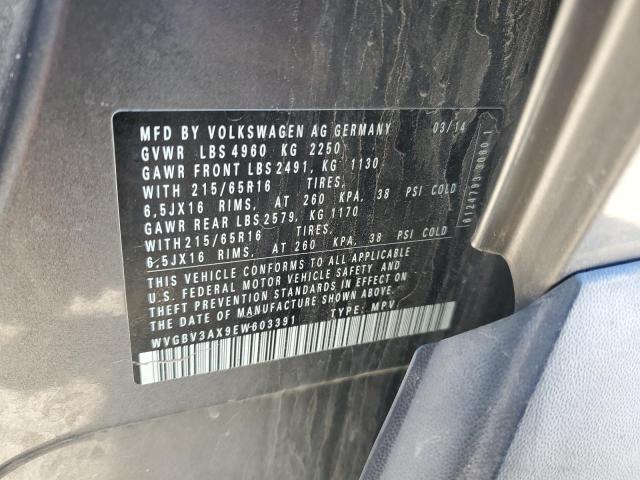 MFD BY VOLKSWAGEN AG GERMANY 03/14
GVWR LBS 4960 KG 2250
GAWR FRONT LBS 2491, KG 1130
WITH 215/65R16 TIRES,
6,5JX16 RIMS, AT 260 KPA, 38 PSI COLD
GAWR REAR LBS 2579, KG 1170
WITH 215/65R16 TIRES,
6,5JX16 RIMS, AT 260 KPA, 38 PSI COLD
THIS VEHICLE CONFORMS TO ALL APPLICABLE
U.S. FEDERAL MOTOR VEHICLE SAFETY AND
THEFT PREVENTION STANDARDS IN EFFECT ON
THE DATE OF MANUFACTURE SHOWN ABOVE.
WVGBV3AX9EW603391 TYPE: MPV